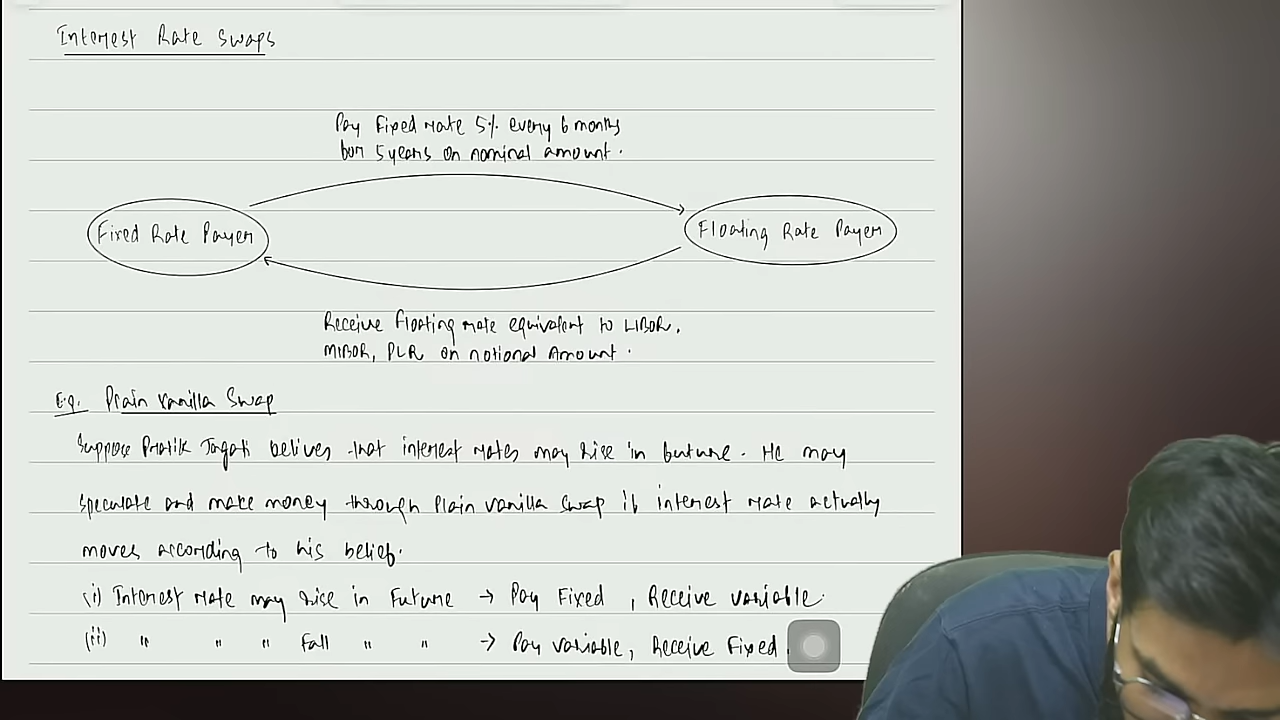 Interest Rate Swaps
Pay Fixed rate 5% every 6 months
for 5 years on nominal amount.
Fixed Rate Payer
Floating Rate Payer
Receive floating rate equivalent to LIBOR,
MIBOR, PLR on notional Amount.
E.g. Plain Vanilla Swap
Suppose Pratik Jagati belives that interest rates may rise in future. He may
speculate and make money through Plain vanilla swap if interest rate actually
moves according to his belief.
(i) Interest rate may rise in Future → Pay Fixed, Receive variable.
(ii) " " " Fall " " → Pay variable, Receive Fixed.